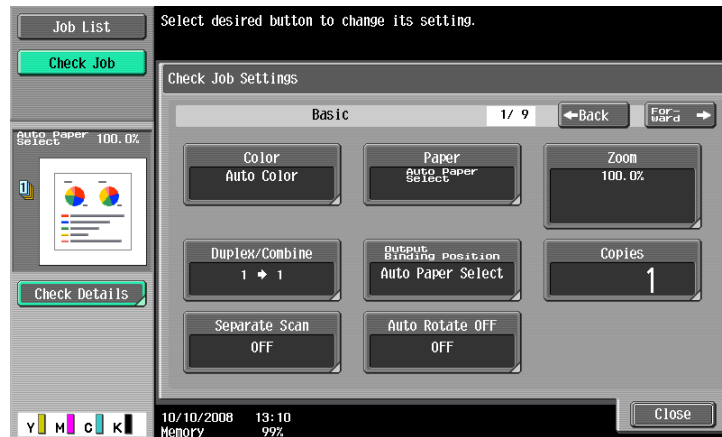 Job List
Check Job
Select desired button to change its setting.
Check Job Settings
Basic
1/ 9
←Back
For-
ward →
Auto Paper
Select
100.0%
1
Color
Auto Color
Paper
Auto Paper
Select
Zoom
100.0%
Duplex/Combine
1 → 1
Output
Binding Position
Auto Paper Select
Copies
1
Check Details
Separate Scan
OFF
Auto Rotate OFF
OFF
Y M C K
10/10/2008 13:10
Memory 99%
Close